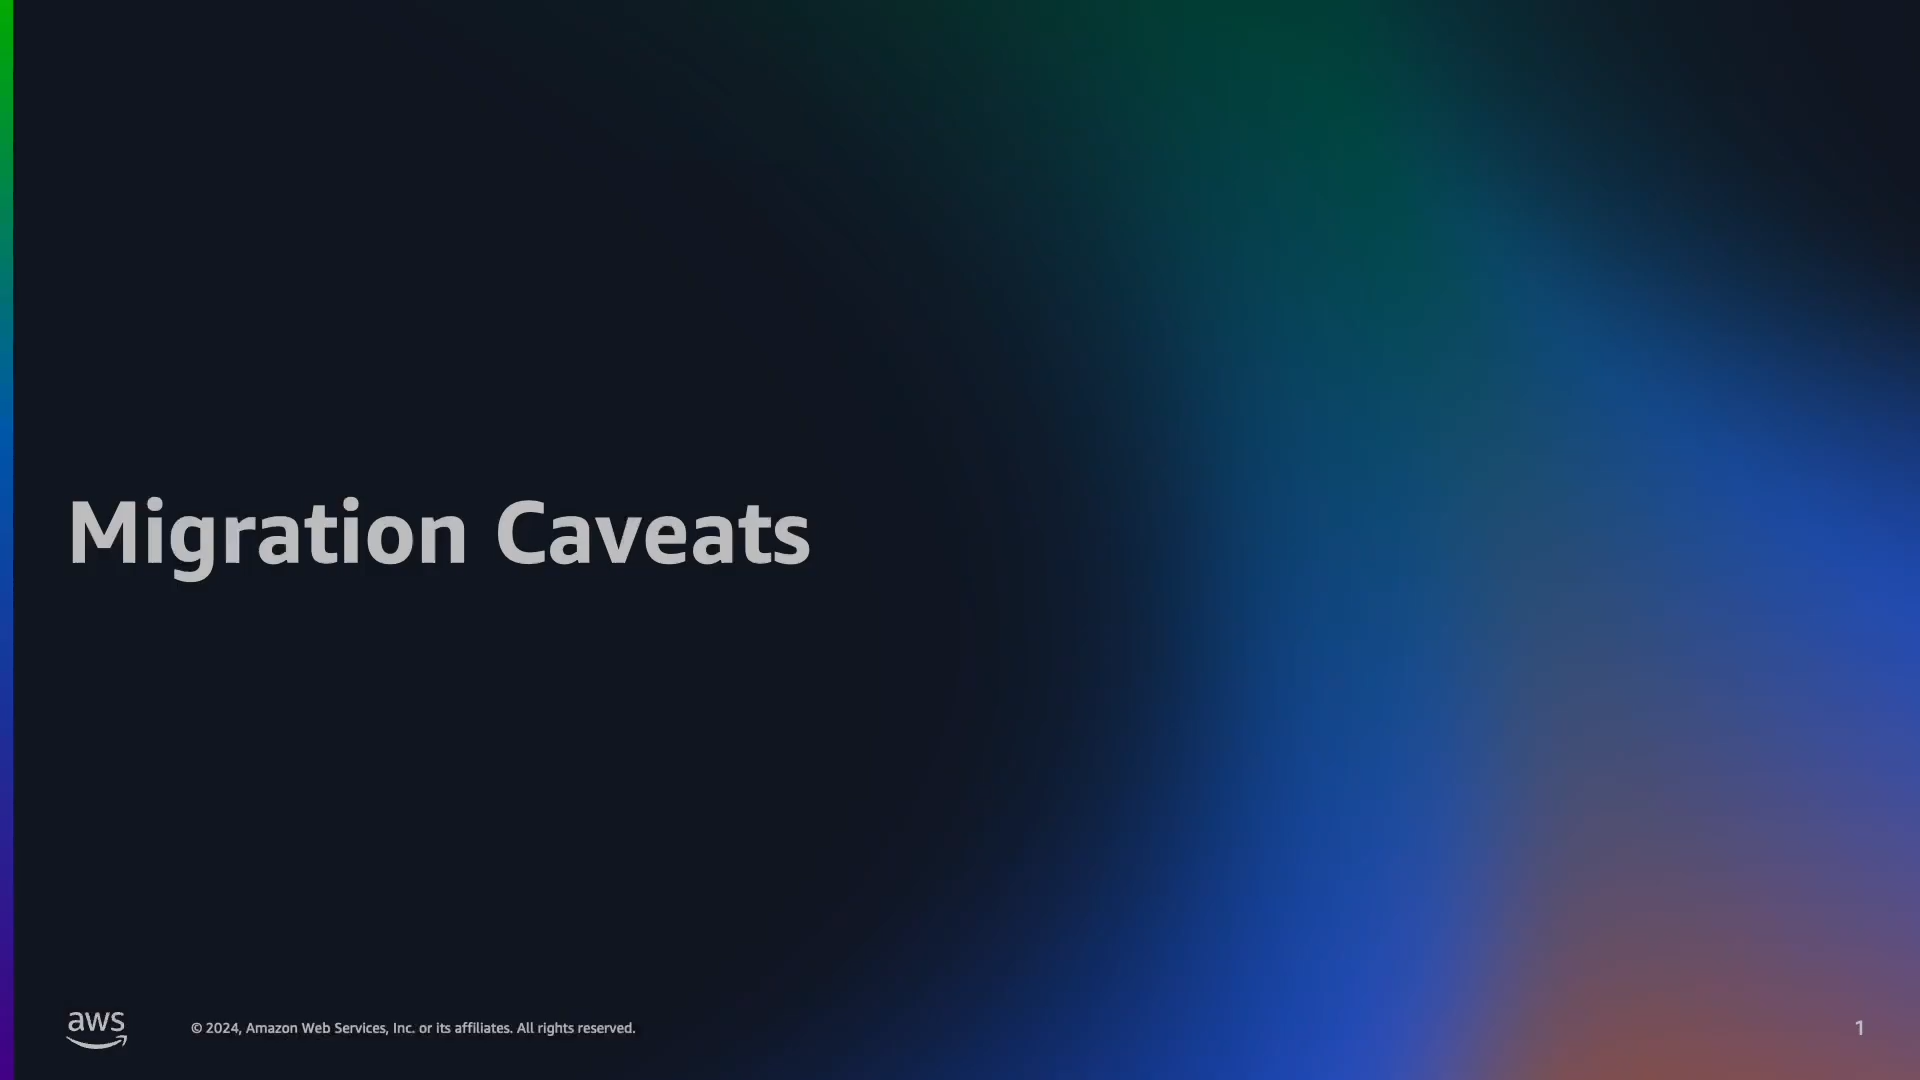 Migration Caveats
aws
© 2024, Amazon Web Services, Inc. or its affiliates. All rights reserved.
1